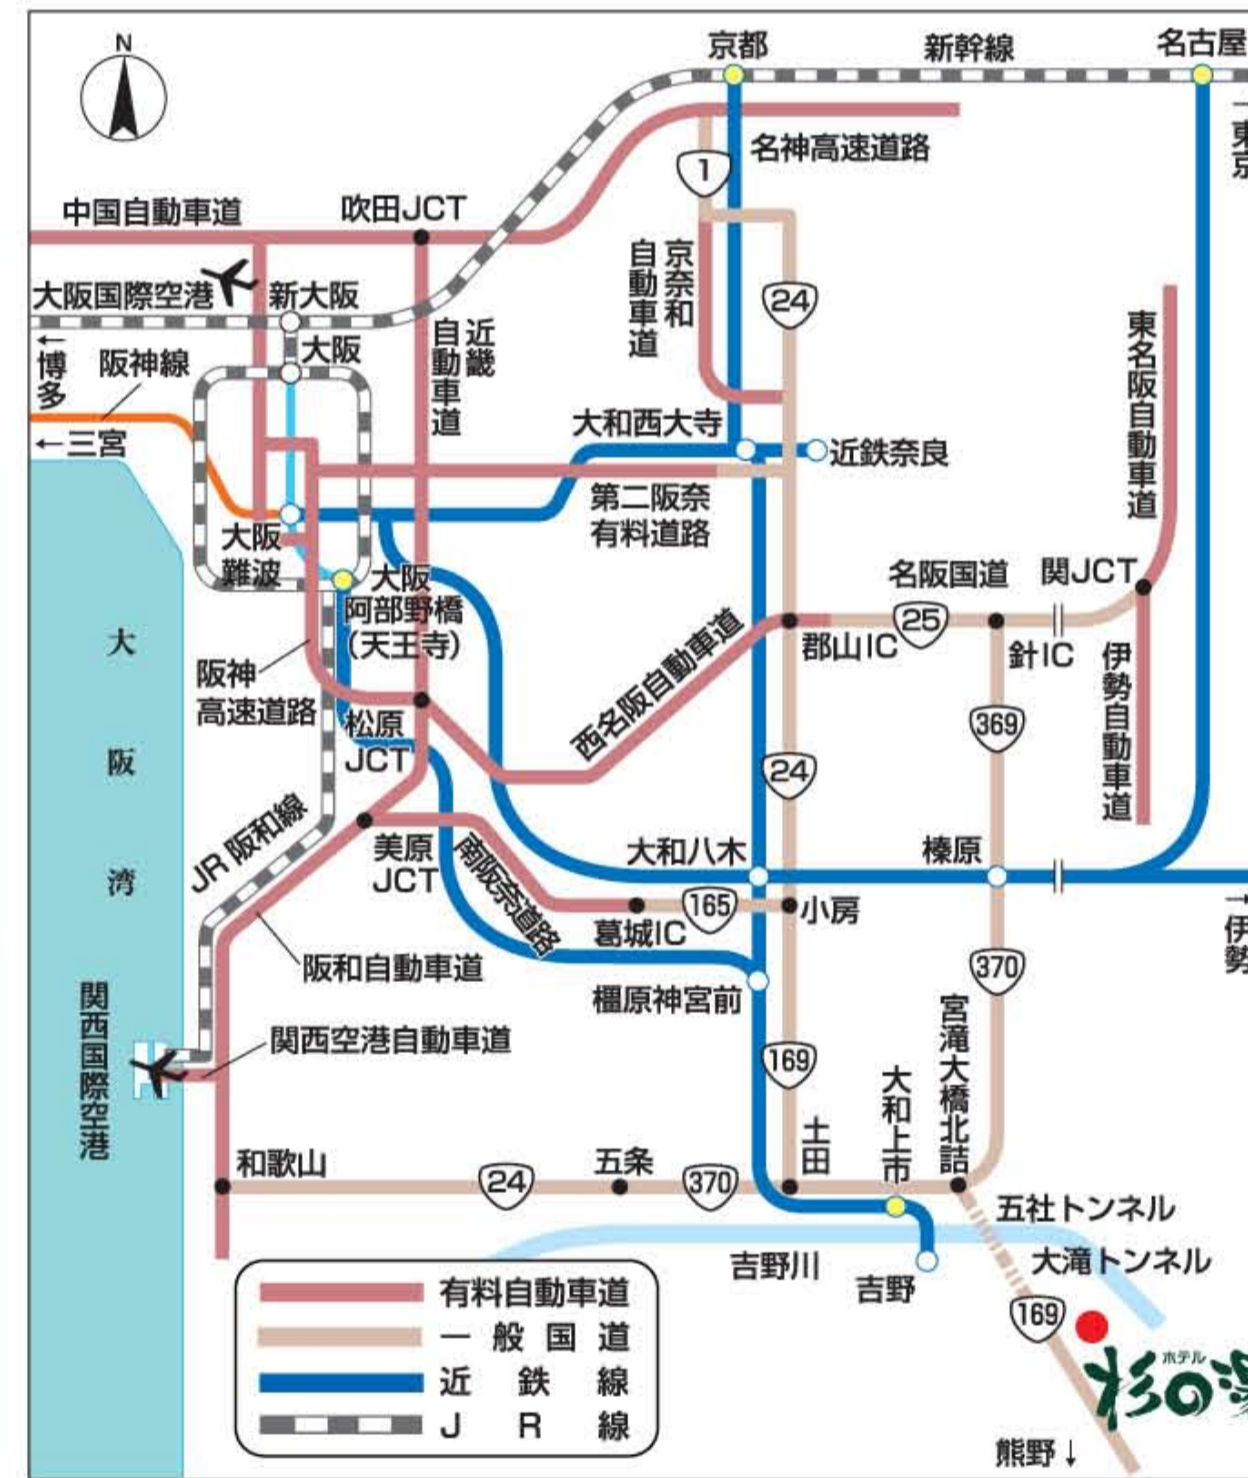 N
京都
新幹線
名古屋
→東京
名神高速道路
1
中国自動車道
吹田JCT
京奈和
自動車道
24
大阪国際空港
新大阪
大阪
近畿
自動車道
東名阪自動車道
←博多
阪神線
←三宮
大和西大寺
近鉄奈良
第二阪奈
有料道路
大阪
難波
大阪
阿部野橋
(天王寺)
名阪国道
関JCT
25
郡山IC
針IC
伊勢自動車道
大阪湾
阪神
高速道路
西名阪自動車道
松原
JCT
369
24
JR阪和線
美原
JCT
南阪奈道路
大和八木
榛原
165
小房
葛城IC
→伊勢
阪和自動車道
橿原神宮前
370
宮滝大橋北詰
関西国際空港
関西空港自動車道
169
大和上市
土田
和歌山
24
五条
370
五社トンネル
大滝トンネル
吉野川
吉野
169
ホテル
杉の湯
熊野↓
有料自動車道
一般国道
近鉄線
JR線